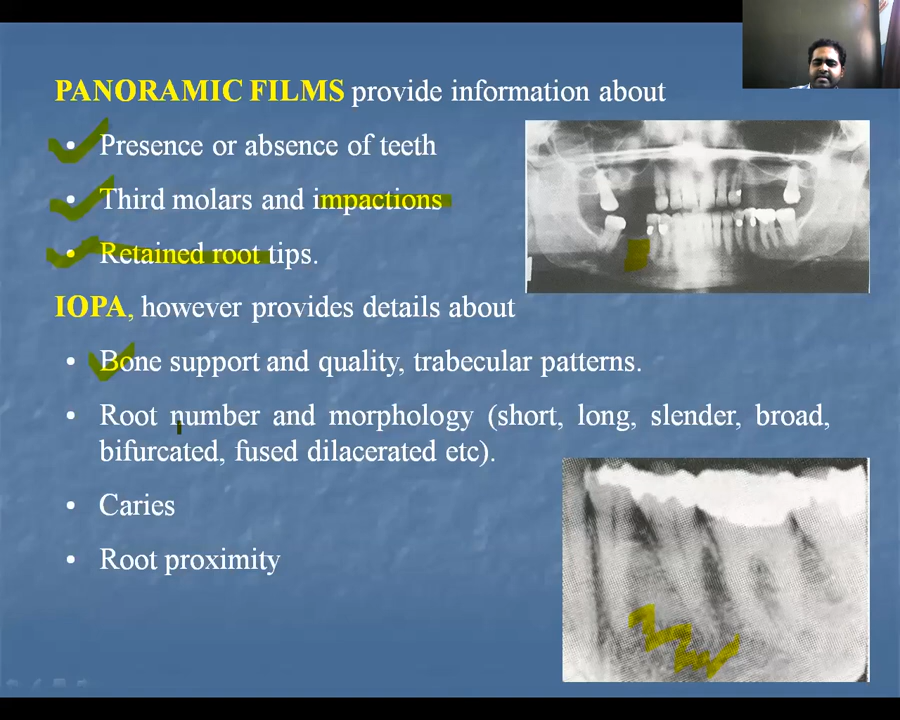 PANORAMIC FILMS provide information about
• Presence or absence of teeth
• Third molars and impactions
• Retained root tips.
IOPA, however provides details about
• Bone support and quality, trabecular patterns.
• Root number and morphology (short, long, slender, broad,
bifurcated, fused dilacerated etc).
• Caries
• Root proximity